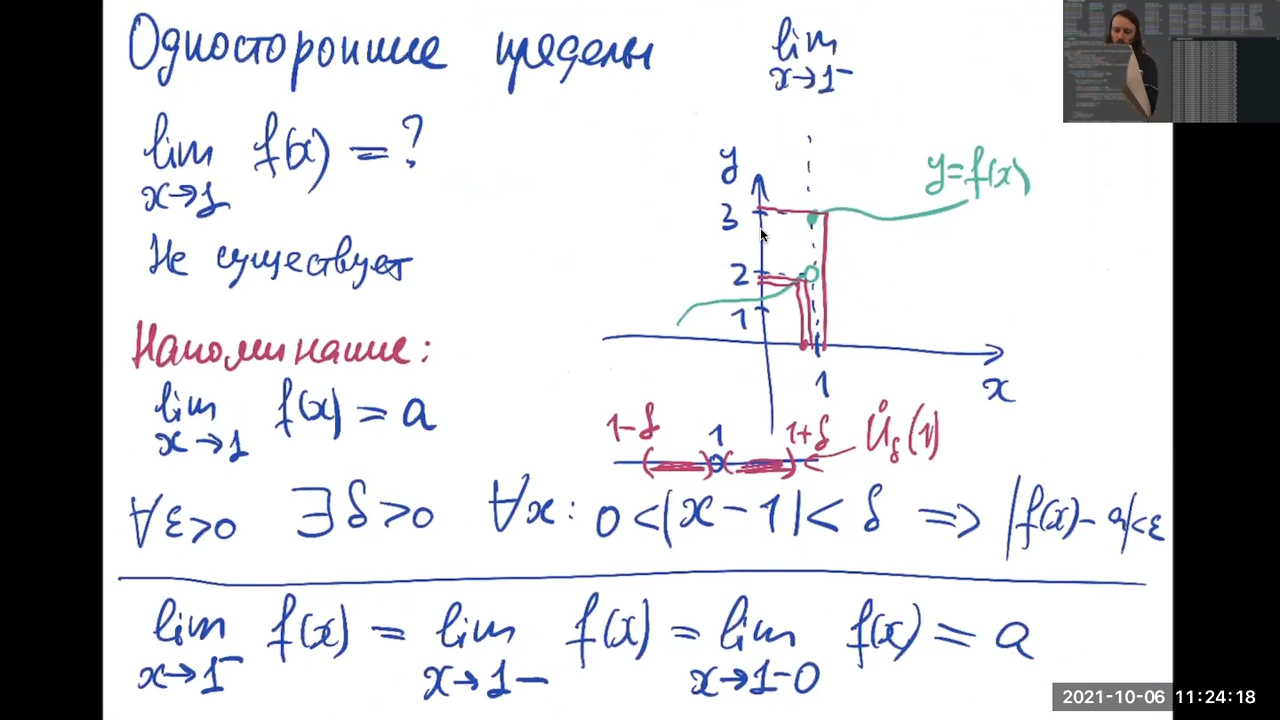 Односторонние пределы
lim
x→1⁻
lim f(x) = ?
x→1
Не существует
y
3
2
1
y=f(x)
1
x
Напоминание:
lim f(x) = a
x→1
1-δ 1 1+δ Ů_δ(1)
∀ε>0 ∃δ>0 ∀x: 0<|x-1|<δ => |f(x)-a|<ε
lim f(x) = lim f(x) = lim f(x) = a
x→1⁻ x→1- x→1-0
2021-10-06 11:24:18